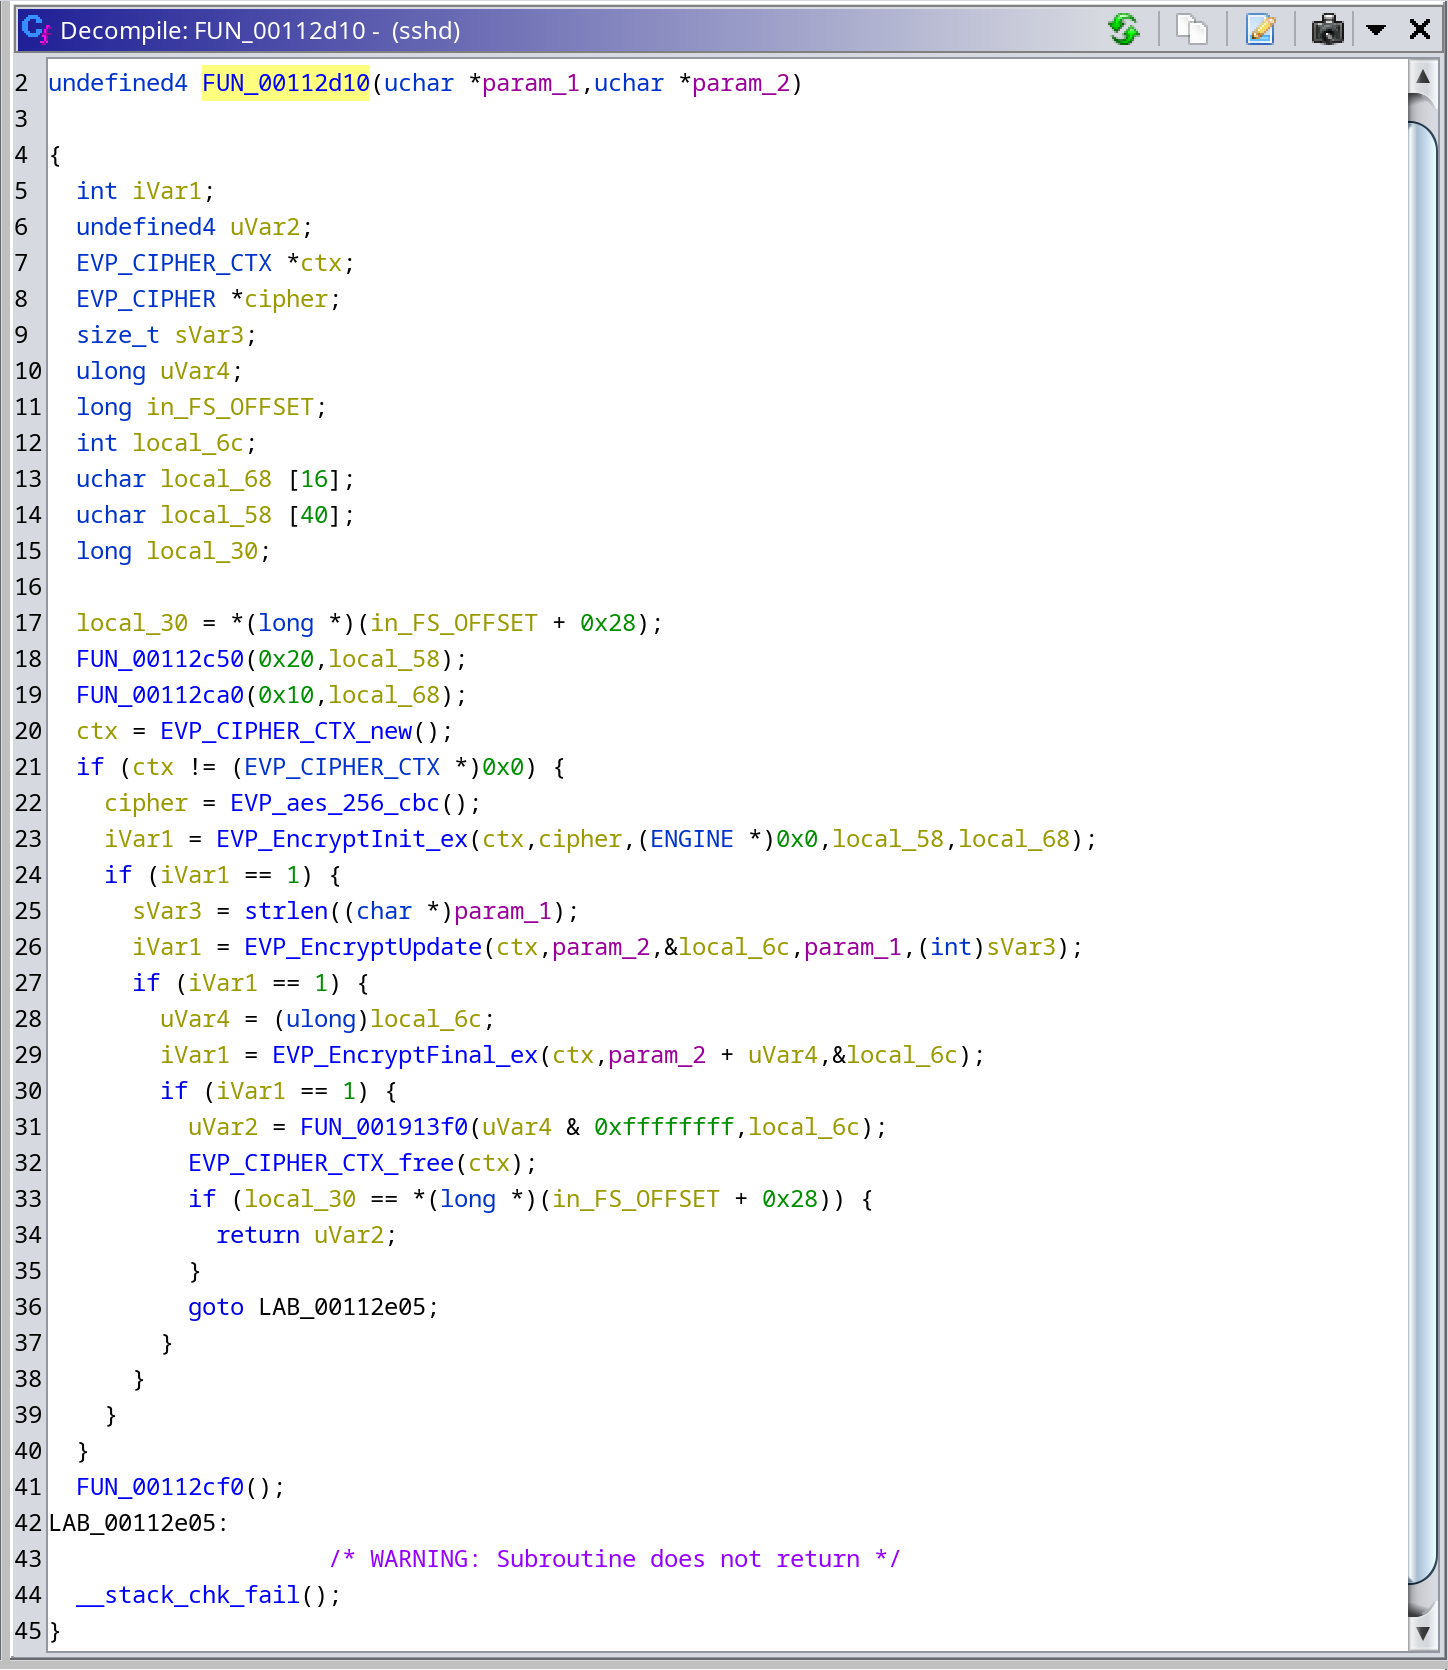 Decompile: FUN_00112d10 - (sshd)
2 undefined4 FUN_00112d10(uchar *param_1,uchar *param_2)
3
4 {
5   int iVar1;
6   undefined4 uVar2;
7   EVP_CIPHER_CTX *ctx;
8   EVP_CIPHER *cipher;
9   size_t sVar3;
10   ulong uVar4;
11   long in_FS_OFFSET;
12   int local_6c;
13   uchar local_68 [16];
14   uchar local_58 [40];
15   long local_30;
16
17   local_30 = *(long *)(in_FS_OFFSET + 0x28);
18   FUN_00112c50(0x20,local_58);
19   FUN_00112ca0(0x10,local_68);
20   ctx = EVP_CIPHER_CTX_new();
21   if (ctx != (EVP_CIPHER_CTX *)0x0) {
22     cipher = EVP_aes_256_cbc();
23     iVar1 = EVP_EncryptInit_ex(ctx,cipher,(ENGINE *)0x0,local_58,local_68);
24     if (iVar1 == 1) {
25       sVar3 = strlen((char *)param_1);
26       iVar1 = EVP_EncryptUpdate(ctx,param_2,&local_6c,param_1,(int)sVar3);
27       if (iVar1 == 1) {
28         uVar4 = (ulong)local_6c;
29         iVar1 = EVP_EncryptFinal_ex(ctx,param_2 + uVar4,&local_6c);
30         if (iVar1 == 1) {
31           uVar2 = FUN_001913f0(uVar4 & 0xffffffff,local_6c);
32           EVP_CIPHER_CTX_free(ctx);
33           if (local_30 == *(long *)(in_FS_OFFSET + 0x28)) {
34             return uVar2;
35           }
36           goto LAB_00112e05;
37         }
38       }
39     }
40   }
41   FUN_00112cf0();
42 LAB_00112e05:
43                     /* WARNING: Subroutine does not return */
44   __stack_chk_fail();
45 }